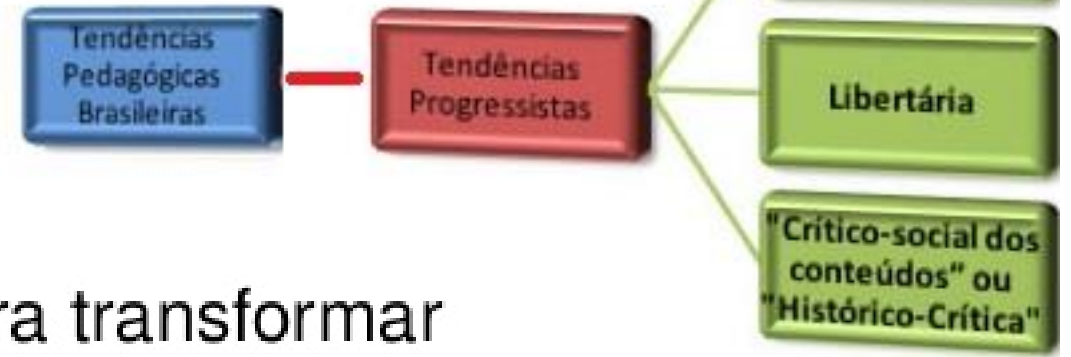 Tendências
Pedagógicas
Brasileiras
Tendências
Progressistas
Libertária
"Crítico-social dos
conteúdos" ou
"Histórico-Crítica"
ra transformar